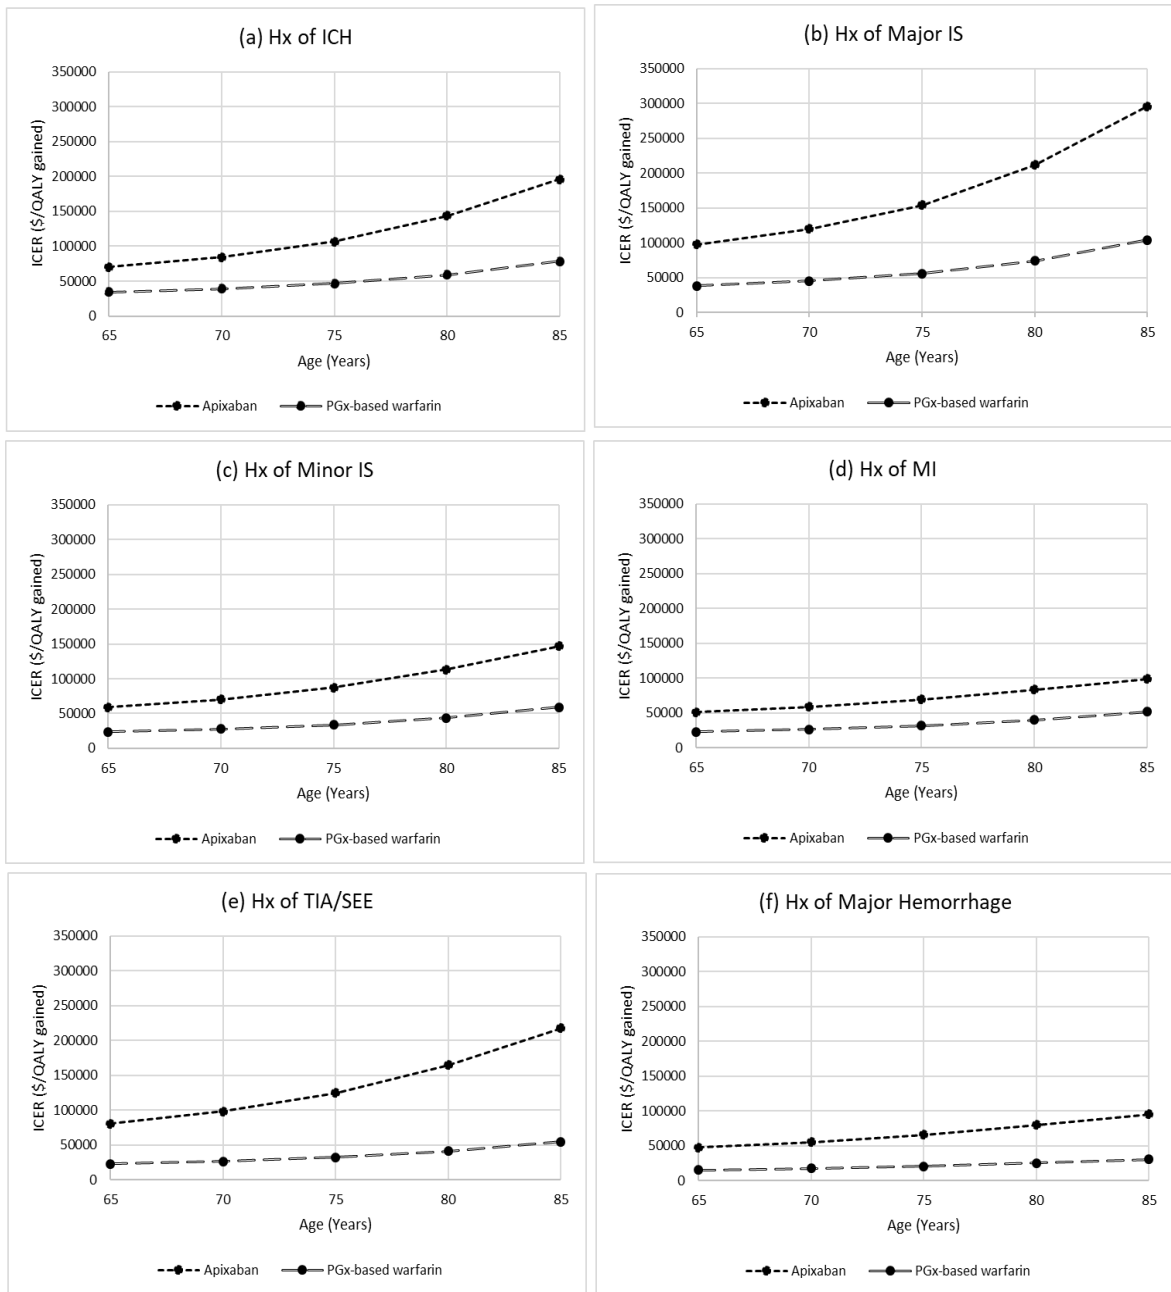 (a) Hx of ICH
350000
300000
250000
200000
150000
100000
50000
0
ICER ($/QALY gained)
65 70 75 80 85
Age (Years)
Apixaban PGx-based warfarin
(b) Hx of Major IS
350000
300000
250000
200000
150000
100000
50000
0
ICER ($/QALY gained)
65 70 75 80 85
Age (Years)
Apixaban PGx-based warfarin
(c) Hx of Minor IS
350000
300000
250000
200000
150000
100000
50000
0
ICER ($/QALY gained)
65 70 75 80 85
Age (Years)
Apixaban PGx-based warfarin
(d) Hx of MI
350000
300000
250000
200000
150000
100000
50000
0
ICER ($/QALY gained)
65 70 75 80 85
Age (Years)
Apixaban PGx-based warfarin
(e) Hx of TIA/SEE
350000
300000
250000
200000
150000
100000
50000
0
ICER ($/QALY gained)
65 70 75 80 85
Age (Years)
Apixaban PGx-based warfarin
(f) Hx of Major Hemorrhage
350000
300000
250000
200000
150000
100000
50000
0
ICER ($/QALY gained)
65 70 75 80 85
Age (Years)
Apixaban PGx-based warfarin